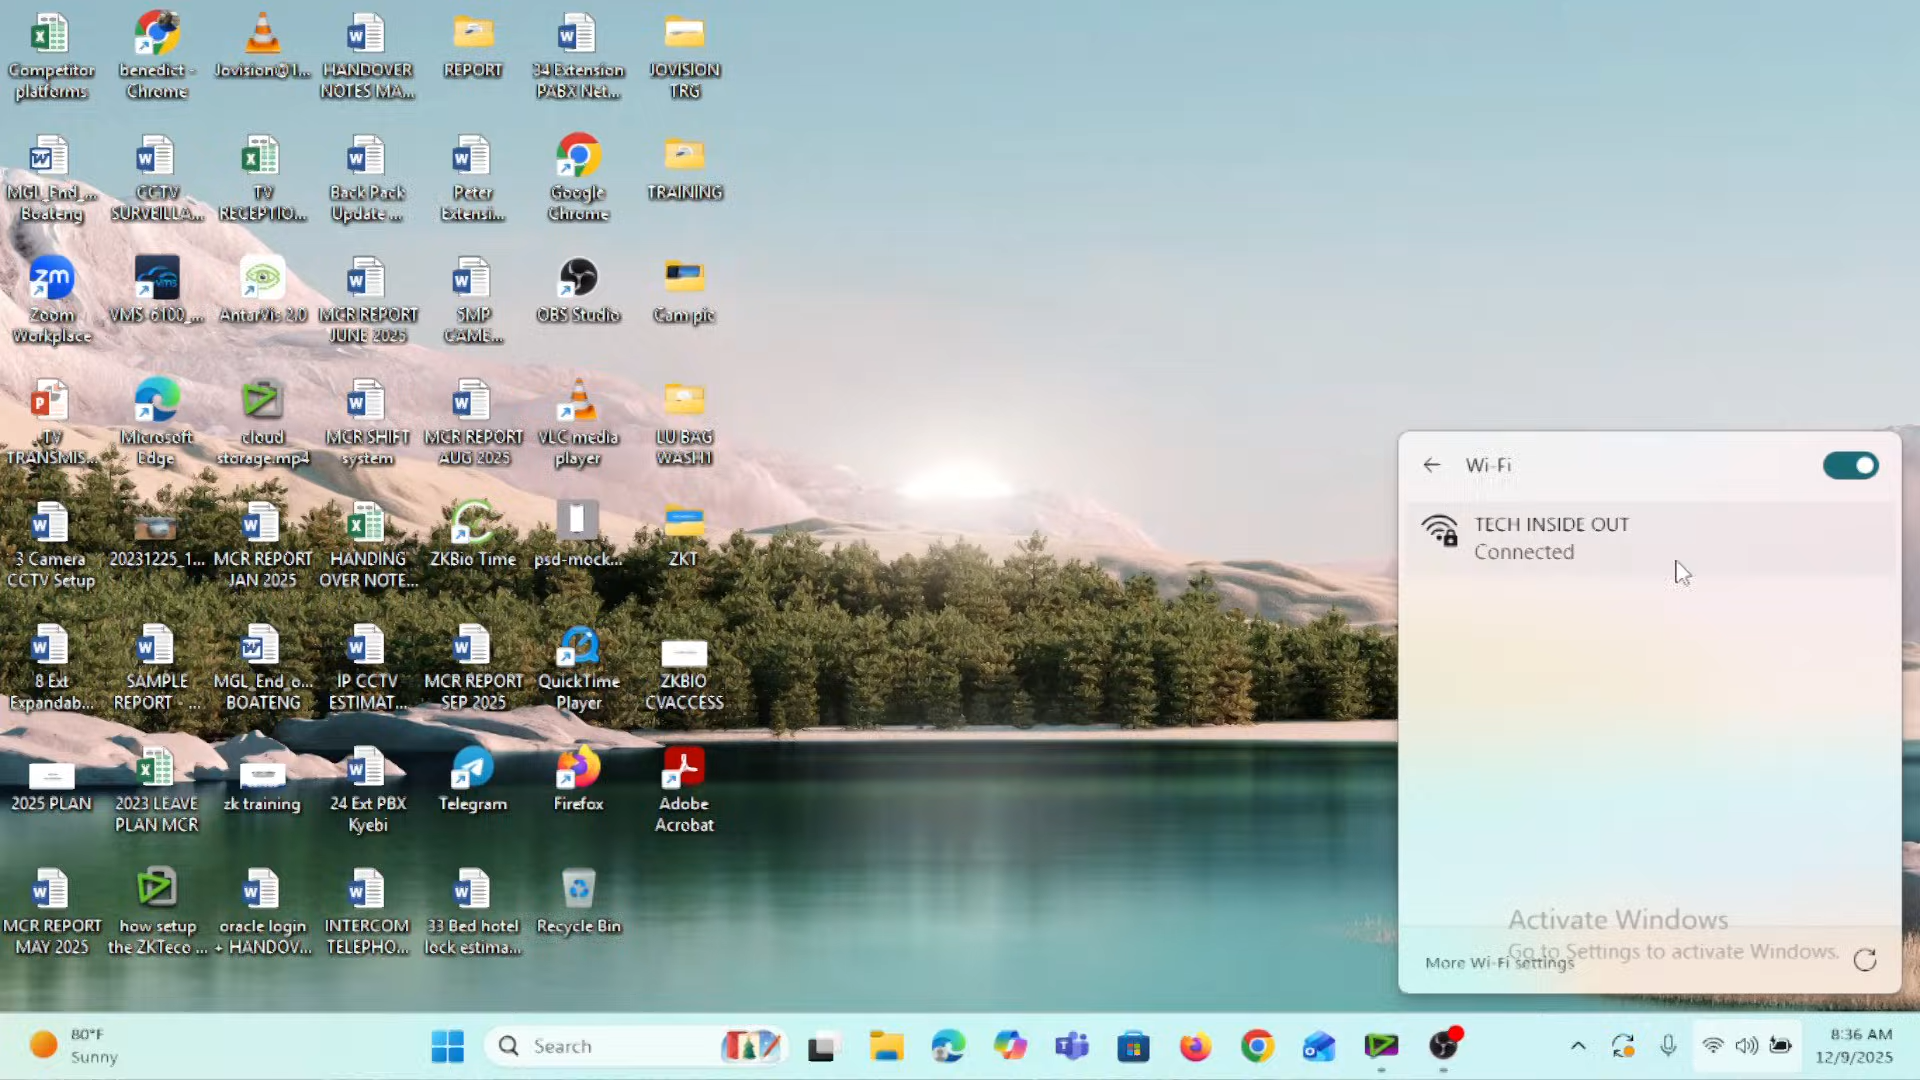 Competitor
platforms
benedict -
Chrome
Jovision@1...
HANDOVER
NOTES MA...
REPORT
34 Extension
PABX Net...
JOVISION
TRG
MGL_End_...
Boateng
CCTV
SURVEILLA...
TV
RECEPTIO...
Back Pack
Update ...
Peter
Extensi...
Google
Chrome
TRAINING
Zoom
Workplace
VMS-6100_...
AntarVis 2.0
MCR REPORT
JUNE 2025
SMP
GAME...
OBS Studio
Cam pic
TV
TRANSMIS...
Microsoft
Edge
cloud
storage.mp4
MCR SHIFT
system
MCR REPORT
AUG 2025
VLC media
player
LU BAG
WASH1
3 Camera
CCTV Setup
20231225_1...
MCR REPORT
JAN 2025
HANDING
OVER NOTE...
ZKBio Time
psd-mock...
ZKT
8 Ext
Expandab...
SAMPLE
REPORT - ...
MGL_End_o...
BOATENG
IP CCTV
ESTIMAT...
MCR REPORT
SEP 2025
QuickTime
Player
ZKBIO
CVACCESS
2025 PLAN
2023 LEAVE
PLAN MCR
zk training
24 Ext PBX
Kyebi
Telegram
Firefox
Adobe
Acrobat
MCR REPORT
MAY 2025
how setup
the ZKTeco ...
oracle login
+ HANDOV...
INTERCOM
TELEPHO...
33 Bed hotel
lock estima...
Recycle Bin
Wi-Fi
TECH INSIDE OUT
Connected
Activate Windows
Go to Settings to activate Windows.
More Wi-Fi settings
80°F
Sunny
Search
8:36 AM
12/9/2025